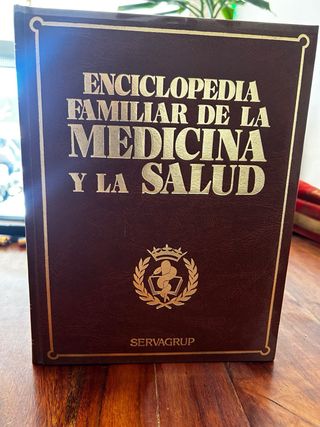 ENCICLOPEDIA
FAMILIAR DE LA
MEDICINA
Y LA SALUD
SERVAGRUP